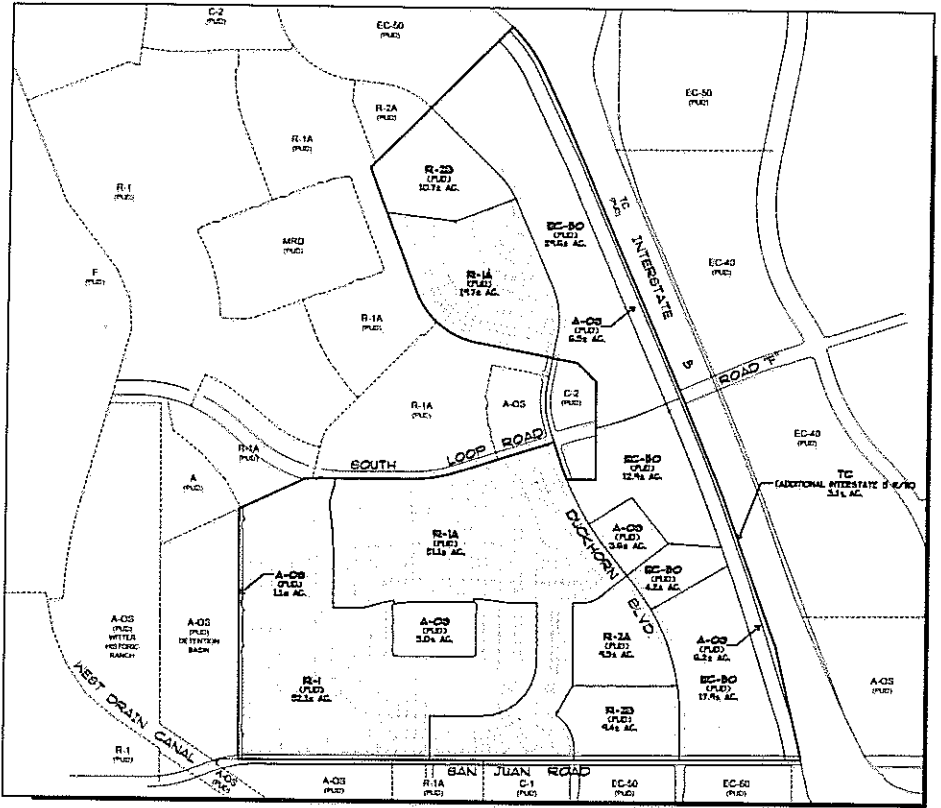 C-2
(PUD)
EC-50
(PUD)
EC-50
(PUD)
R-2A
(PUD)
R-1A
(PUD)
R-1
(PUD)
R-2B
(PUD)
TC
(PUD)
INTERSTATE 5
MRD
(PUD)
EC-50
(PUD)
EC-40
(PUD)
F
(PUD)
R-1A
(PUD)
R-1A
(PUD)
A-OS
(PUD)
ROAD "F"
C-2
(PUD)
R-1A
(PUD)
A-OS
EC-40
(PUD)
R-1A
(PUD)
SOUTH LOOP ROAD
A
(PUD)
EC-50
(PUD)
TC
(ADDITIONAL INTERSTATE 5 R/W)
R-1A
(PUD)
DUCKHORN BLVD.
A-OS
(PUD)
A-OS
(PUD)
EC-50
(PUD)
A-OS
(PUD)
WITTER
HISTORIC
RANCH
A-OS
(PUD)
DETENTION
BASIN
A-OS
(PUD)
R-2A
(PUD)
A-OS
(PUD)
R-1
(PUD)
EC-50
(PUD)
A-OS
(PUD)
R-2B
(PUD)
WEST DRAIN CANAL
R-1
(PUD)
A-OS
(PUD)
SAN JUAN ROAD
A-OS
(PUD)
R-1A
(PUD)
C-1
(PUD)
EC-50
(PUD)
EC-50
(PUD)